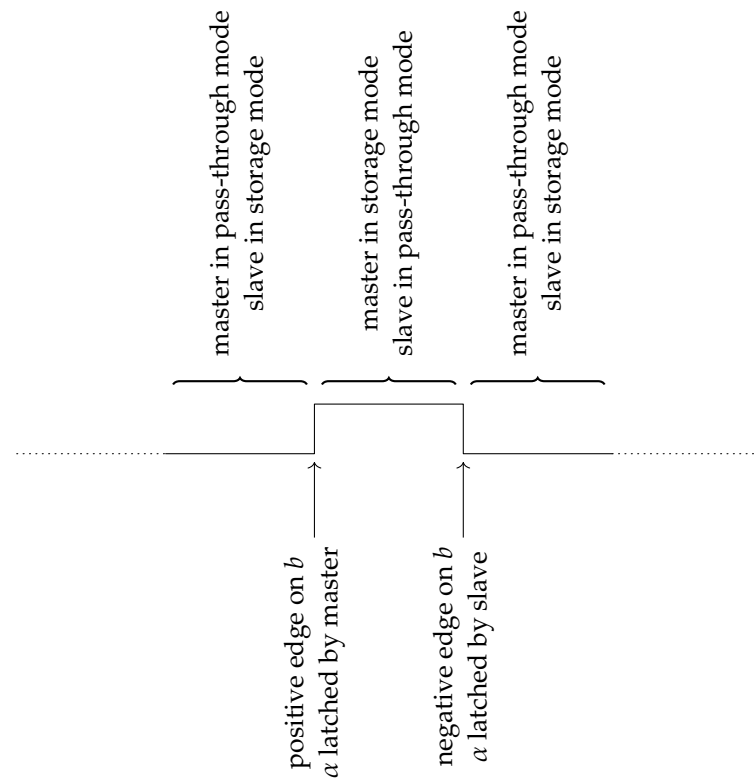 master in pass-through mode
slave in storage mode
master in storage mode
slave in pass-through mode
master in pass-through mode
slave in storage mode
positive edge on b
α latched by master
negative edge on b
α latched by slave